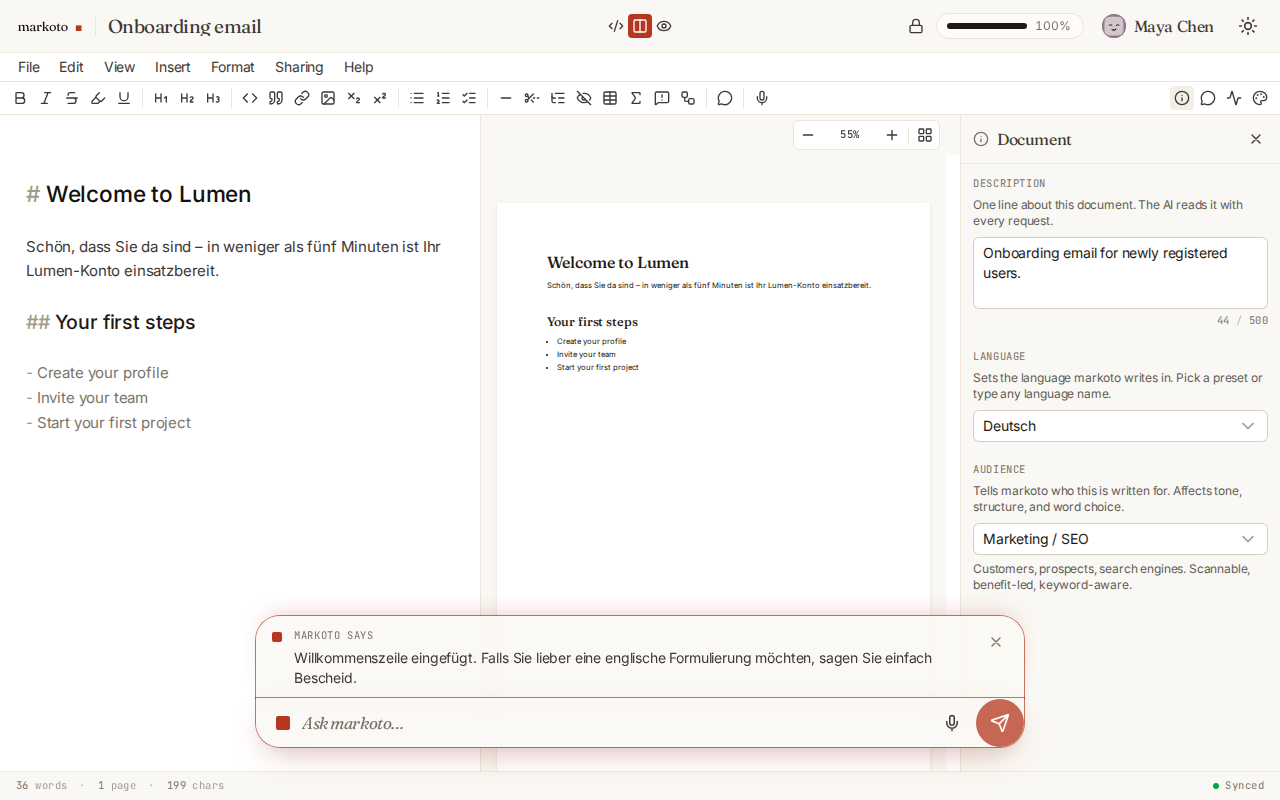 markoto
Onboarding email
100%
Maya Chen
File Edit View Insert Format Sharing Help
H1 H2 H3
X2 X2
55%
# Welcome to Lumen
Schön, dass Sie da sind – in weniger als fünf Minuten ist Ihr
Lumen-Konto einsatzbereit.
## Your first steps
- Create your profile
- Invite your team
- Start your first project
Welcome to Lumen
Schön, dass Sie da sind – in weniger als fünf Minuten ist Ihr Lumen-Konto einsatzbereit.
Your first steps
• Create your profile
• Invite your team
• Start your first project
Document
DESCRIPTION
One line about this document. The AI reads it with
every request.
Onboarding email for newly registered
users.
44 / 500
LANGUAGE
Sets the language markoto writes in. Pick a preset or
type any language name.
Deutsch
AUDIENCE
Tells markoto who this is written for. Affects tone,
structure, and word choice.
Marketing / SEO
Customers, prospects, search engines. Scannable,
benefit-led, keyword-aware.
MARKOTO SAYS
Willkommenszeile eingefügt. Falls Sie lieber eine englische Formulierung möchten, sagen Sie einfach
Bescheid.
Ask markoto…
36 words · 1 page · 199 chars
Synced